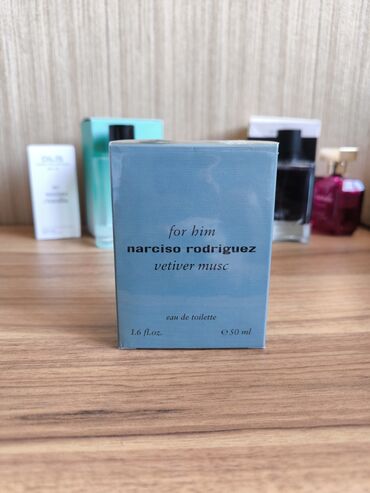 for him
narciso rodriguez
vetiver musc
eau de toilette
1.6 fl.oz. ℮ 50 ml